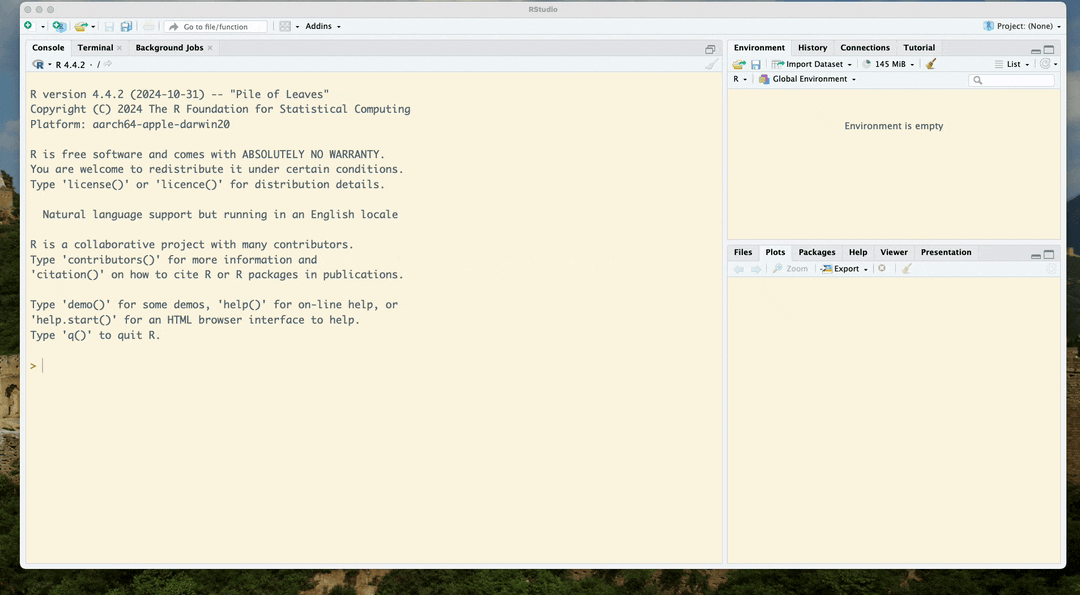 RStudio
Go to file/function
Addins
Project: (None)
Console Terminal Background Jobs
R 4.4.2 · /
R version 4.4.2 (2024-10-31) -- "Pile of Leaves"
Copyright (C) 2024 The R Foundation for Statistical Computing
Platform: aarch64-apple-darwin20
R is free software and comes with ABSOLUTELY NO WARRANTY.
You are welcome to redistribute it under certain conditions.
Type 'license()' or 'licence()' for distribution details.
Natural language support but running in an English locale
R is a collaborative project with many contributors.
Type 'contributors()' for more information and
'citation()' on how to cite R or R packages in publications.
Type 'demo()' for some demos, 'help()' for on-line help, or
'help.start()' for an HTML browser interface to help.
Type 'q()' to quit R.
>
Environment History Connections Tutorial
Import Dataset 145 MiB List
R Global Environment
Environment is empty
Files Plots Packages Help Viewer Presentation
Zoom Export